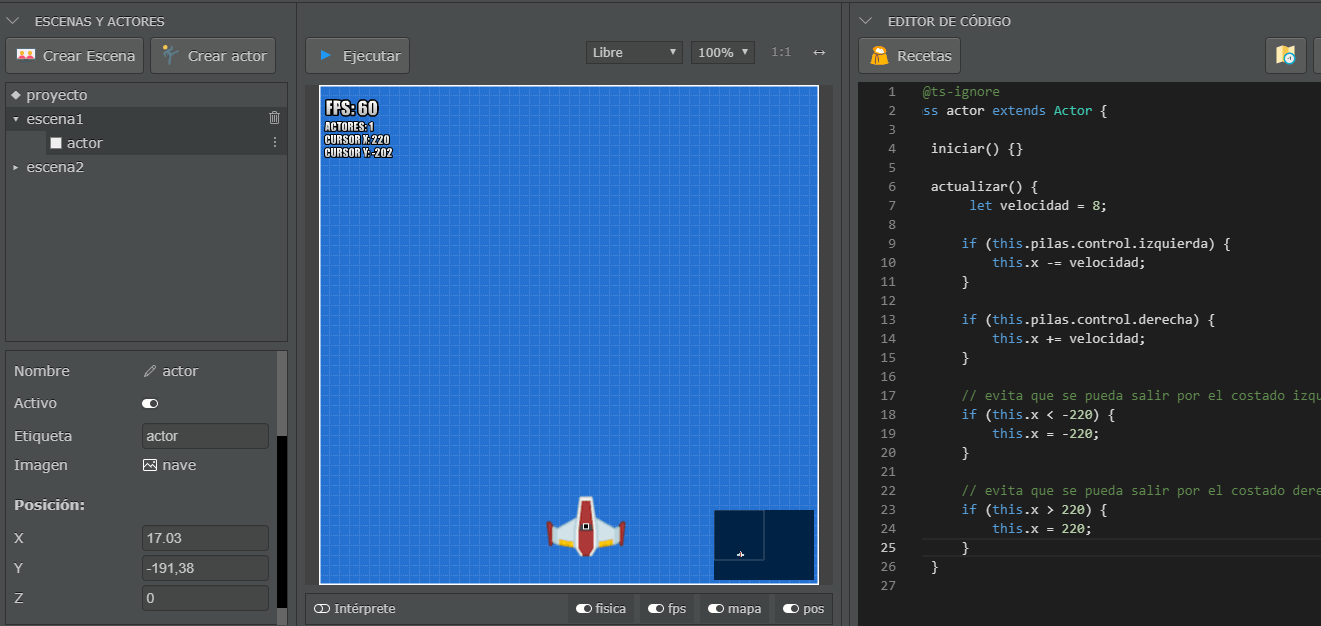 ESCENAS Y ACTORES
Crear Escena
Crear actor
proyecto
escena1
actor
escena2
Nombre
actor
Activo
Etiqueta
actor
Imagen
nave
Posición:
X
17.03
Y
-191,38
Z
0
Ejecutar
Libre
100%
1:1
FPS: 60
ACTORES: 1
CURSOR X: 220
CURSOR Y: -202
Intérprete
física
fps
mapa
pos
EDITOR DE CÓDIGO
Recetas
1 @ts-ignore
2 ss actor extends Actor {
3
4 iniciar() {}
5
6 actualizar() {
7 let velocidad = 8;
8
9 if (this.pilas.control.izquierda) {
10 this.x -= velocidad;
11 }
12
13 if (this.pilas.control.derecha) {
14 this.x += velocidad;
15 }
16
17 // evita que se pueda salir por el costado izqu
18 if (this.x < -220) {
19 this.x = -220;
20 }
21
22 // evita que se pueda salir por el costado dere
23 if (this.x > 220) {
24 this.x = 220;
25 }
26 }
27